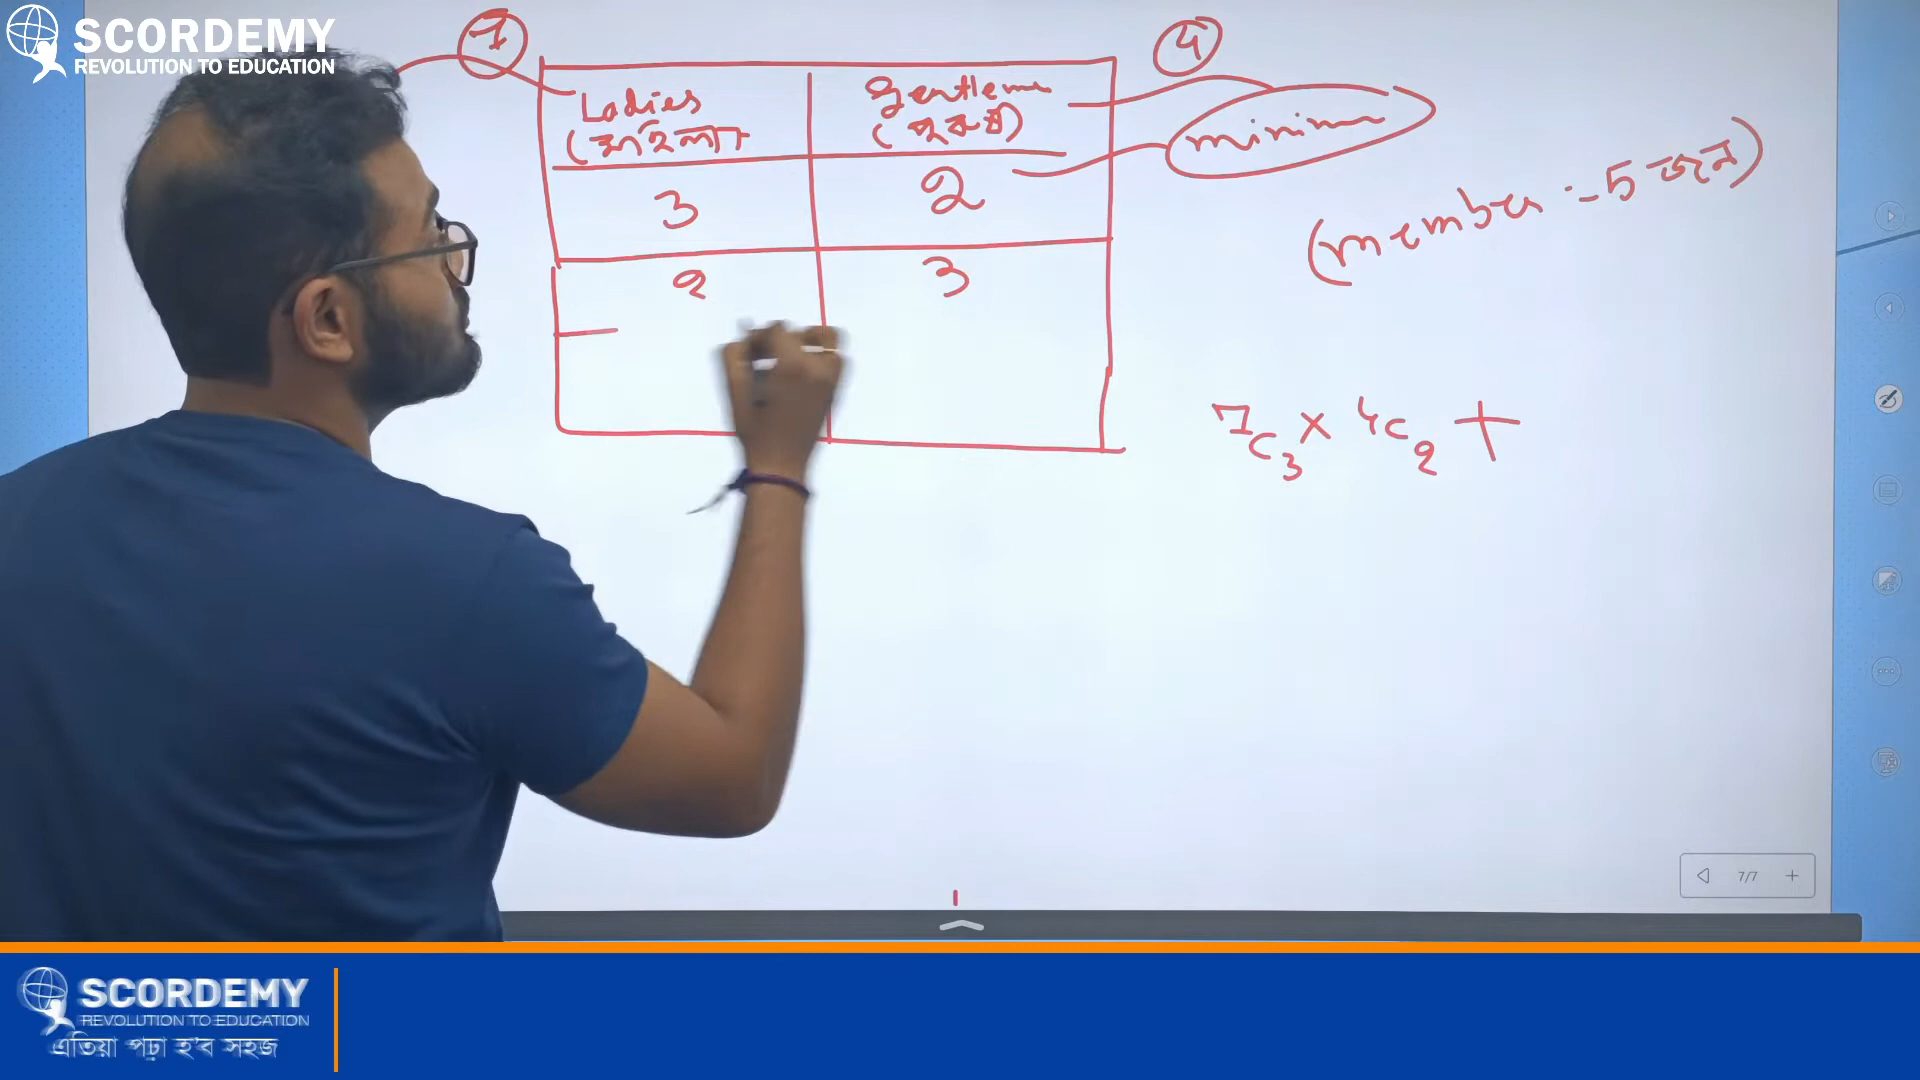 SCORDEMY
REVOLUTION TO EDUCATION
7
4
Ladies
Gentlemen
(মহিলা
(পুৰুষ)
minimum
3
2
(member :- 5 জন)
2
3
7C3 × 4C2 +
7/7
SCORDEMY
REVOLUTION TO EDUCATION
এতিয়া পঢ়া হ'ব সহজ